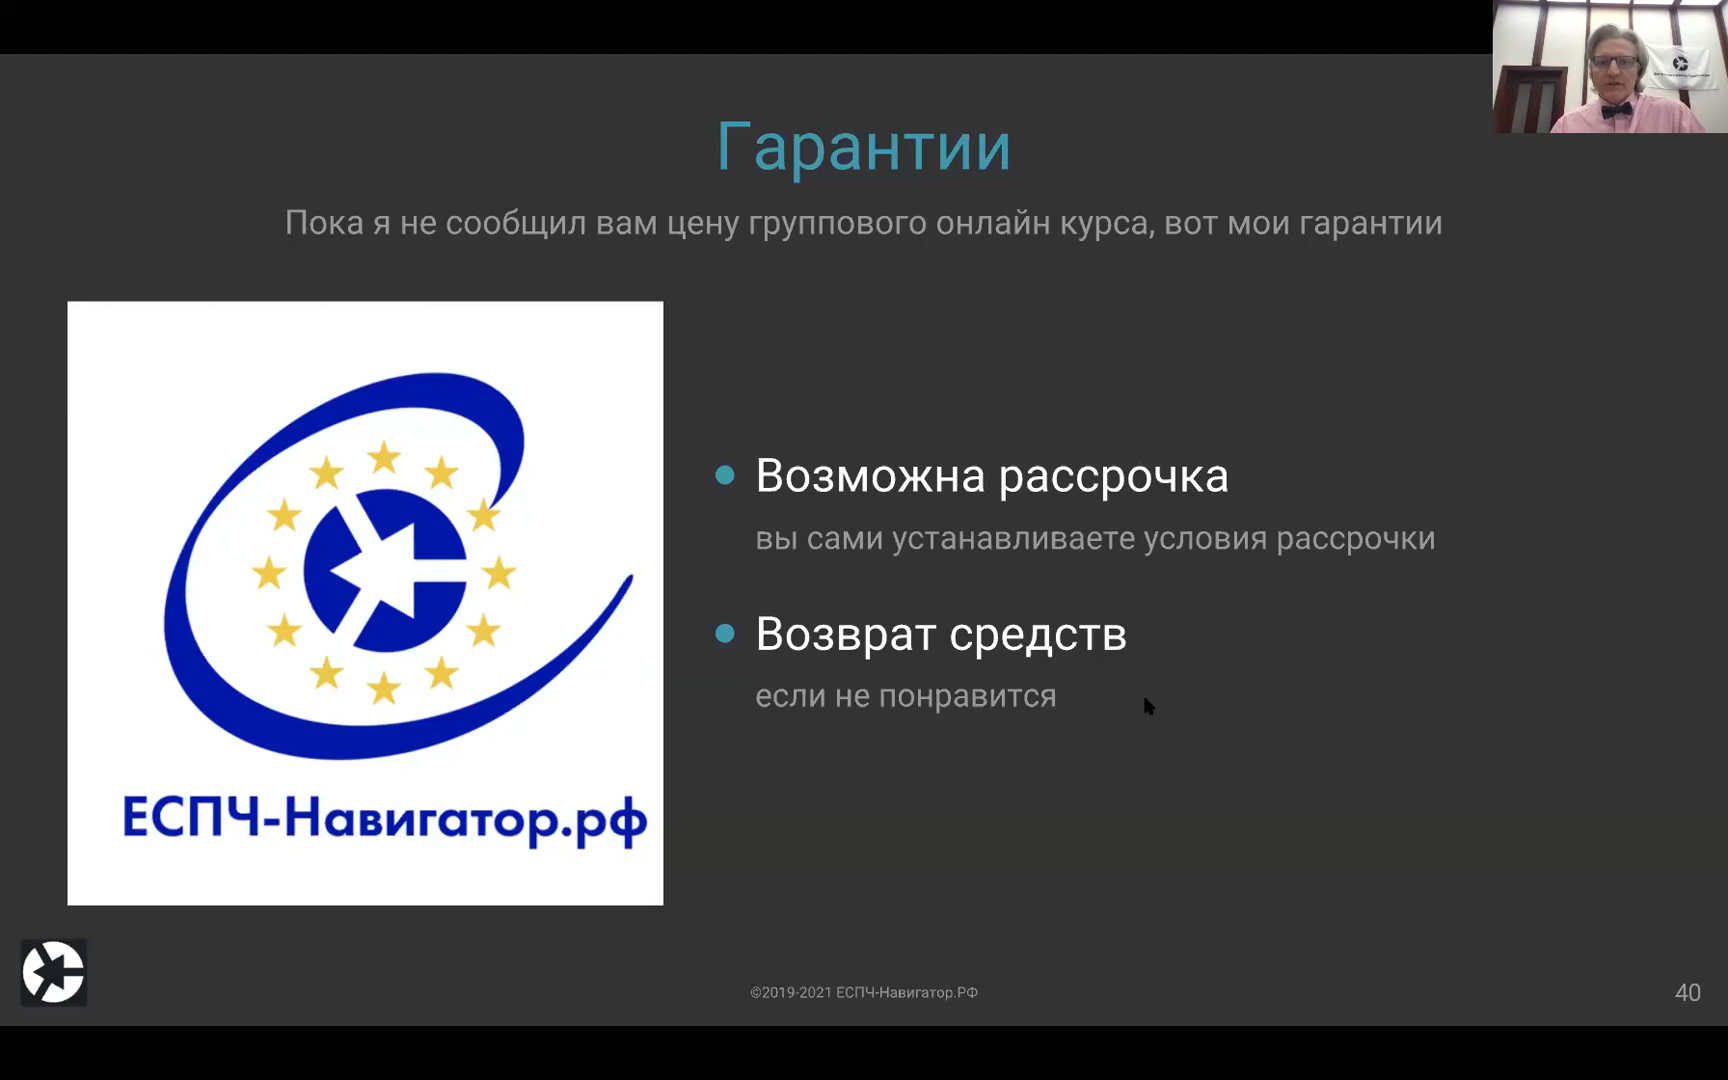 Гарантии
Пока я не сообщил вам цену группового онлайн курса, вот мои гарантии
Возможна рассрочка
вы сами устанавливаете условия рассрочки
Возврат средств
если не понравится
ЕСПЧ-Навигатор.рф
©2019-2021 ЕСПЧ-Навигатор.РФ
40